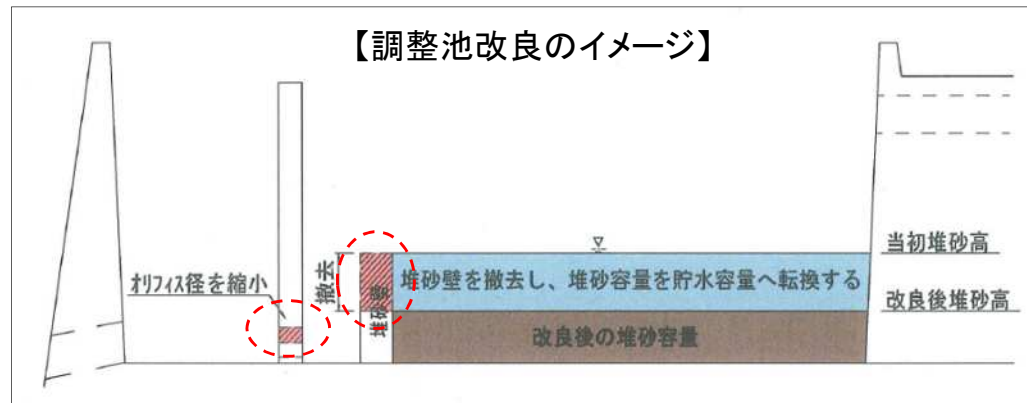 【調整池改良のイメージ】
当初堆砂高
オリフィス径を縮小
撤去
堆砂壁を撤去し、堆砂容量を貯水容量へ転換する
改良後堆砂高
堆砂壁
改良後の堆砂容量